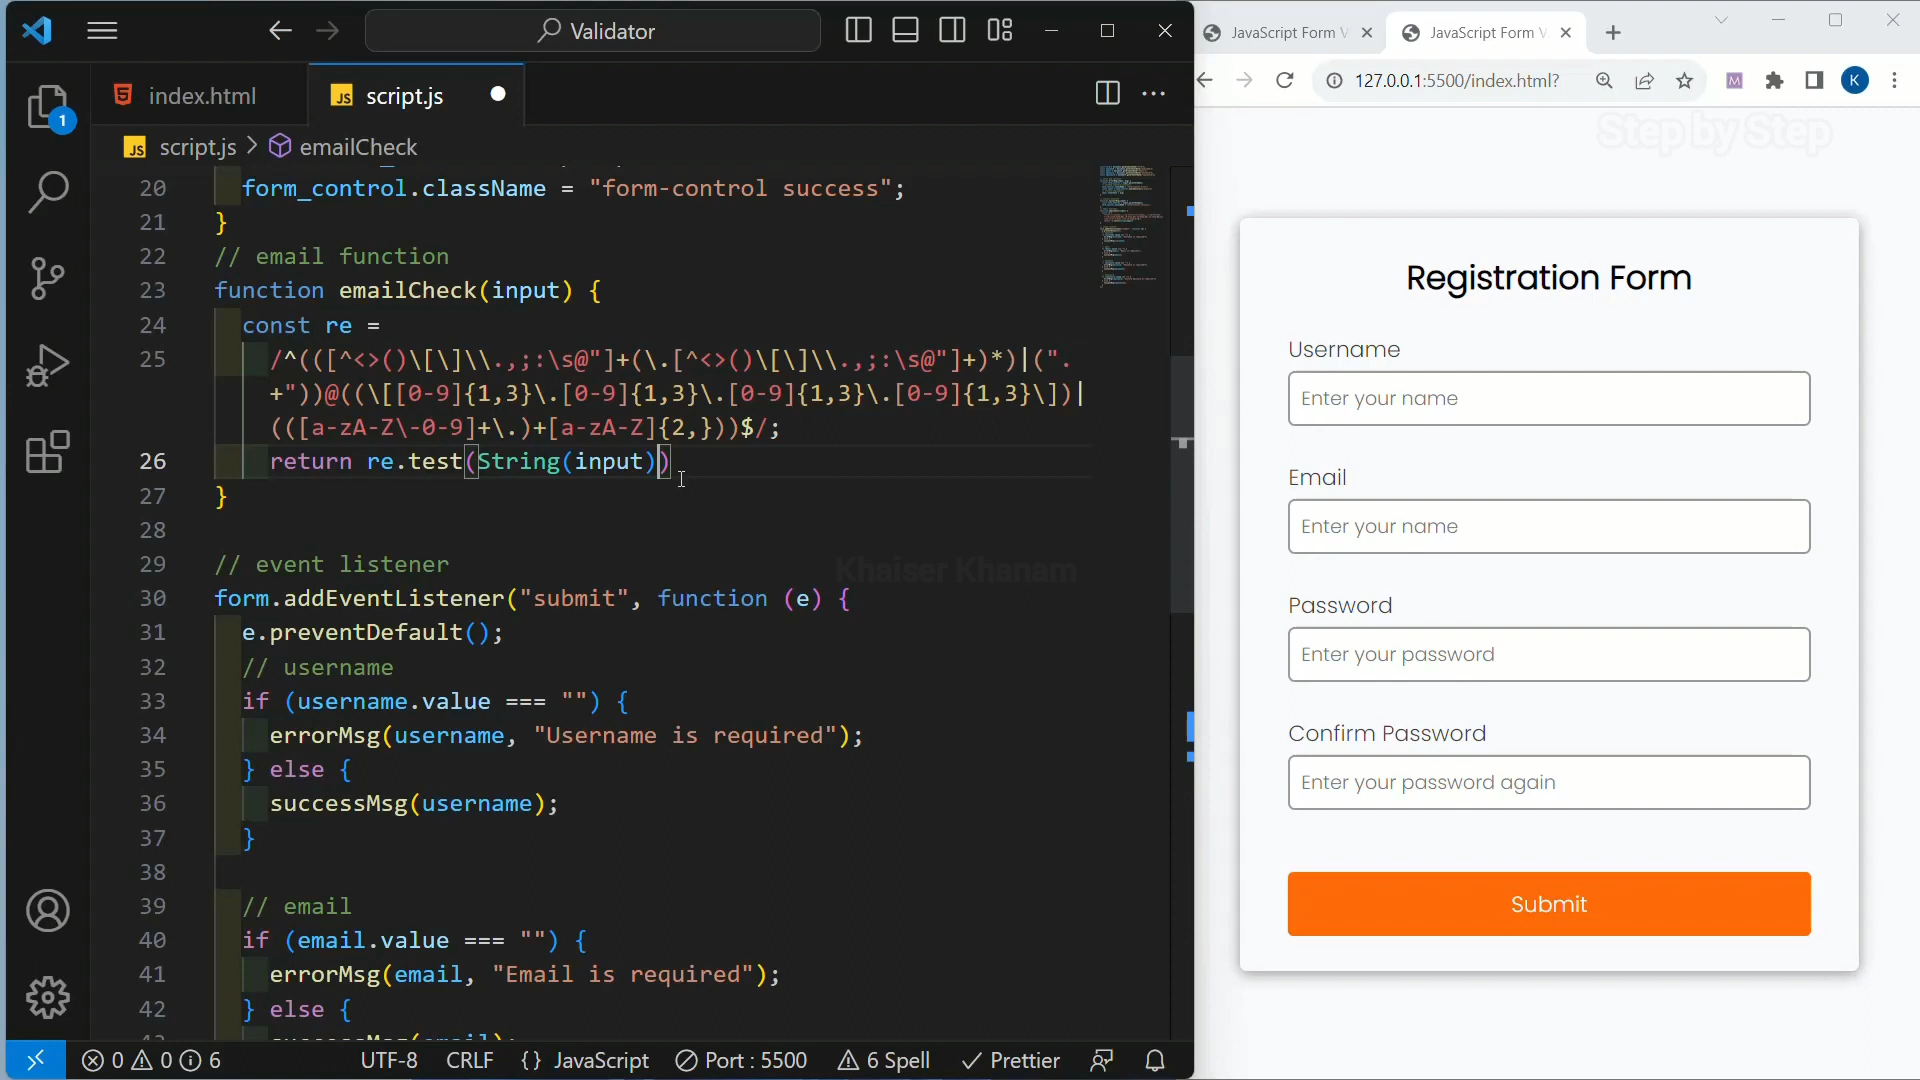 Validator
index.html
script.js
script.js > emailCheck
1
20 form_control.className = "form-control success";
21 }
22 // email function
23 function emailCheck(input) {
24 const re =
25 /^(([^<>()\[\]\\.,;:\s@"]+(\.[^<>()\[\]\\.,;:\s@"]+)*)|(".
+"))@((\[[0-9]{1,3}\.[0-9]{1,3}\.[0-9]{1,3}\.[0-9]{1,3}\])|
(([a-zA-Z\-0-9]+\.)+[a-zA-Z]{2,}))$/;
26 return re.test(String(input))
27 }
28
29 // event listener
30 form.addEventListener("submit", function (e) {
31 e.preventDefault();
32 // username
33 if (username.value === "") {
34 errorMsg(username, "Username is required");
35 } else {
36 successMsg(username);
37 }
38
39 // email
40 if (email.value === "") {
41 errorMsg(email, "Email is required");
42 } else {
Khaiser Khanam
0 0 6
UTF-8
CRLF
{} JavaScript
Port : 5500
6 Spell
Prettier
JavaScript Form V
JavaScript Form V
127.0.0.1:5500/index.html?
M
K
Step by Step
Registration Form
Username
Enter your name
Email
Enter your name
Password
Enter your password
Confirm Password
Enter your password again
Submit